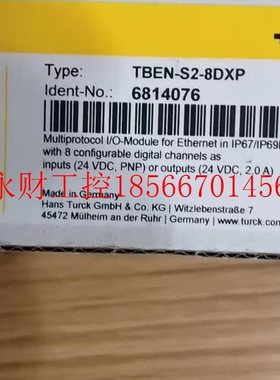 Type: TBEN-S2-8DXP
Ident-No.: 6814076
Multiprotocol I/O-Module for Ethernet in IP67/IP69
with 8 configurable digital channels as
inputs (24 VDC, PNP) or outputs (24 VDC, 2.0 A)
永财工控18566701456
Made in Germany
Hans Turck GmbH & Co. KG | Witzlebenstraße 7
45472 Mülheim an der Ruhr | Germany | www.turck.com